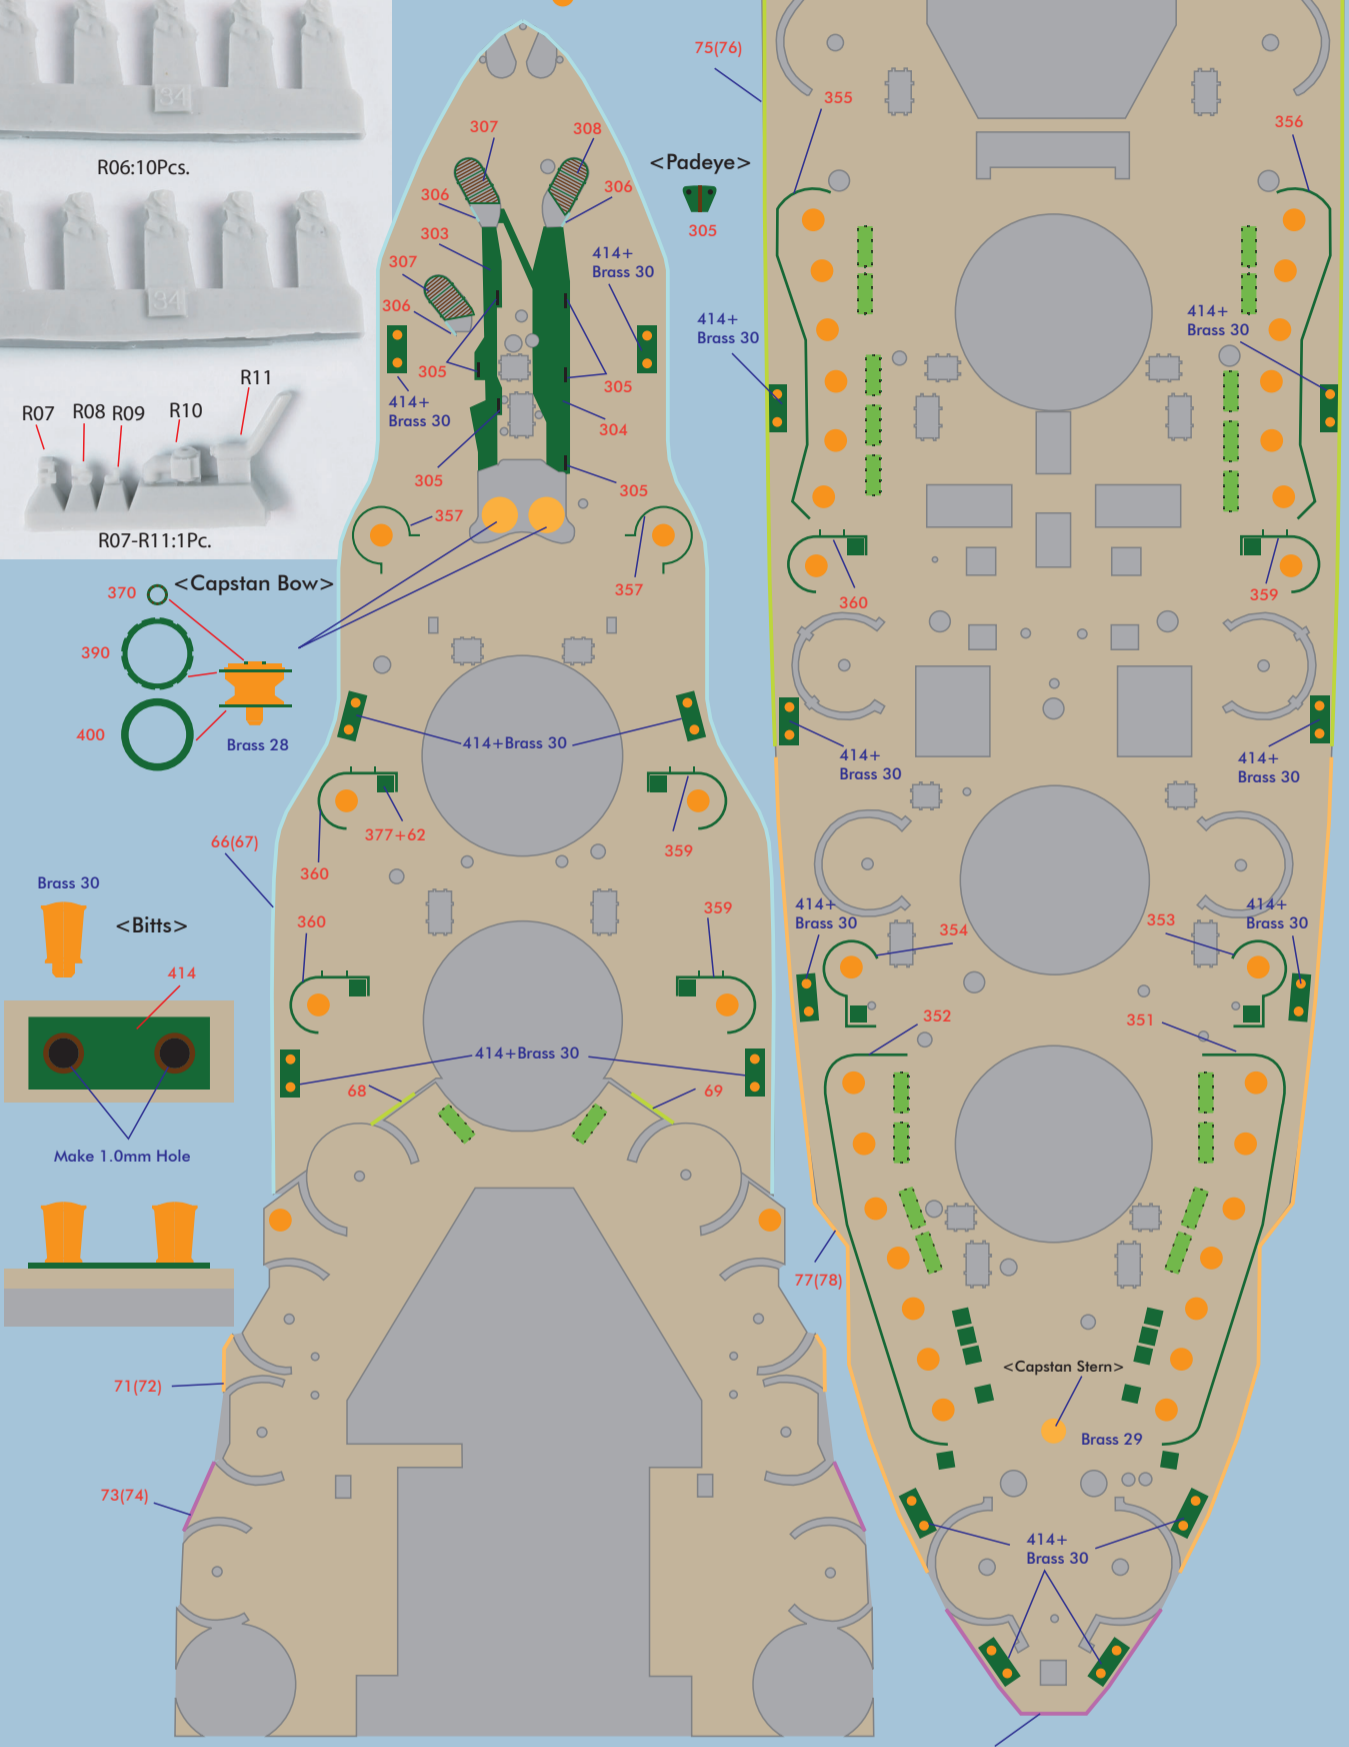 34
R06:10Pcs.
34
R11
R07
R08
R09
R10
R07-R11:1Pc.
<Capstan Bow>
370
390
400
Brass 28
Brass 30
<Bitts>
414
Make 1.0mm Hole
307
308
306
306
303
307
306
414+
Brass 30
305
305
414+
Brass 30
304
305
305
357
357
<Padeye>
305
414+Brass 30
377+62
360
359
66(67)
360
359
414+Brass 30
68
69
71(72)
73(74)
75(76)
355
356
414+
Brass 30
414+
Brass 30
360
359
414+
Brass 30
414+
Brass 30
414+
Brass 30
414+
Brass 30
354
353
352
351
77(78)
<Capstan Stern>
Brass 29
414+
Brass 30